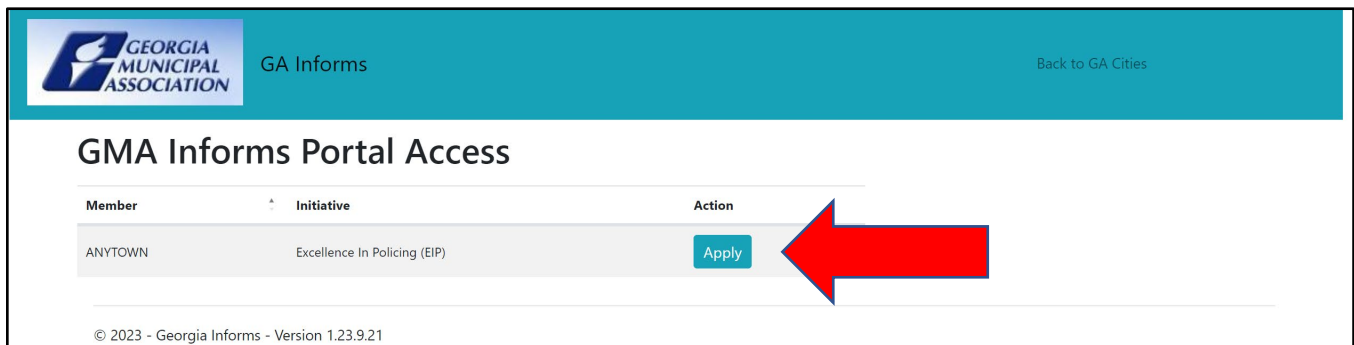 GEORGIA
MUNICIPAL
ASSOCIATION
GA Informs
Back to GA Cities
GMA Informs Portal Access
Member Initiative Action
ANYTOWN Excellence In Policing (EIP) Apply
© 2023 - Georgia Informs - Version 1.23.9.21